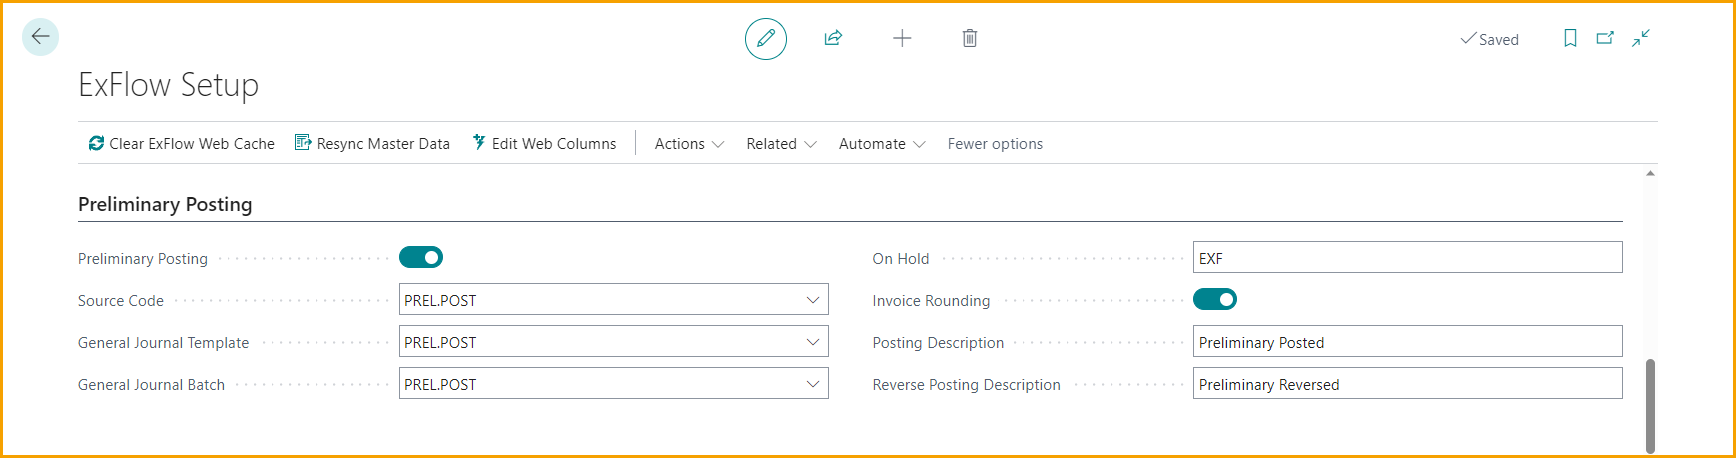 Saved
ExFlow Setup
Clear ExFlow Web Cache Resync Master Data Edit Web Columns Actions Related Automate Fewer options
Preliminary Posting
Preliminary Posting
Source Code PREL.POST
General Journal Template PREL.POST
General Journal Batch PREL.POST
On Hold EXF
Invoice Rounding
Posting Description Preliminary Posted
Reverse Posting Description Preliminary Reversed